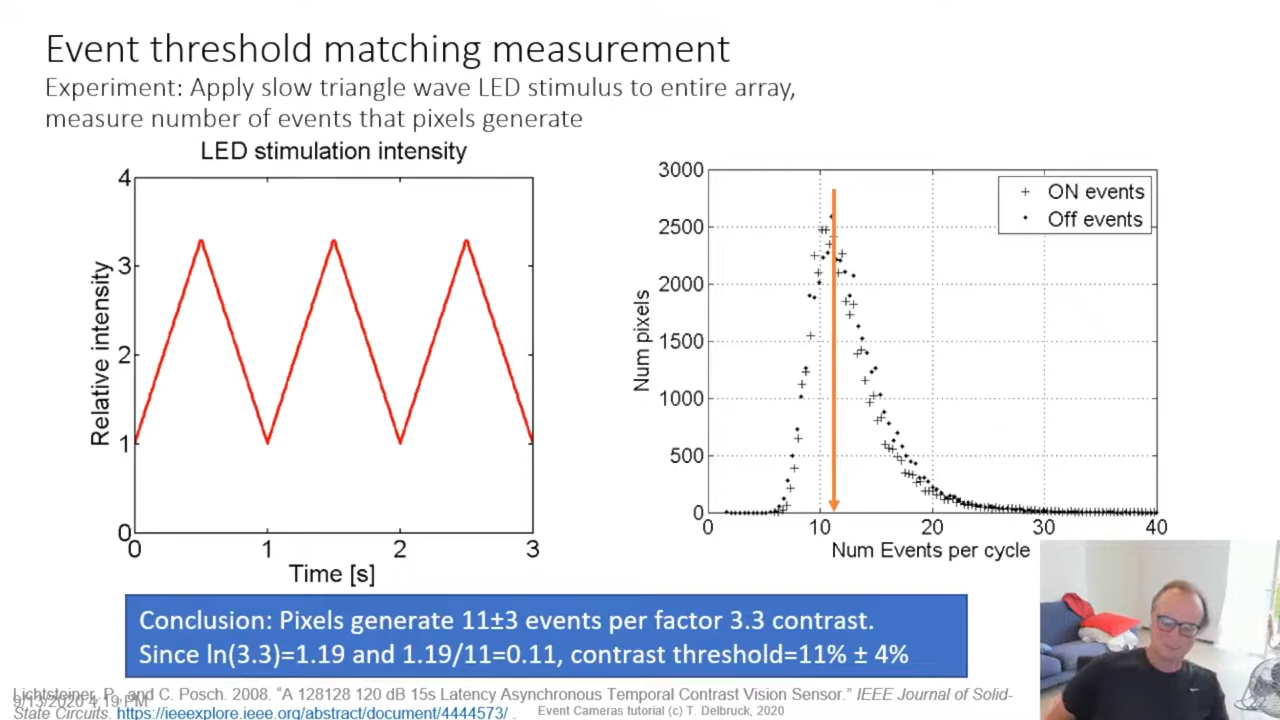 Event threshold matching measurement
Experiment: Apply slow triangle wave LED stimulus to entire array,
measure number of events that pixels generate
LED stimulation intensity
4
3
2
1
0
Relative intensity
0 1 2 3
Time [s]
3000
2500
2000
1500
1000
500
0
Num pixels
ON events
Off events
0 10 20 30 40
Num Events per cycle
Conclusion: Pixels generate 11±3 events per factor 3.3 contrast.
Since ln(3.3)=1.19 and 1.19/11=0.11, contrast threshold=11% ± 4%
Lichtsteiner, P., and C. Posch. 2008. “A 128128 120 dB 15s Latency Asynchronous Temporal Contrast Vision Sensor.” IEEE Journal of Solid-
9/13/2020 4:19 PM
State Circuits. https://ieeexplore.ieee.org/abstract/document/4444573/ .
Event Cameras tutorial (c) T. Delbruck, 2020